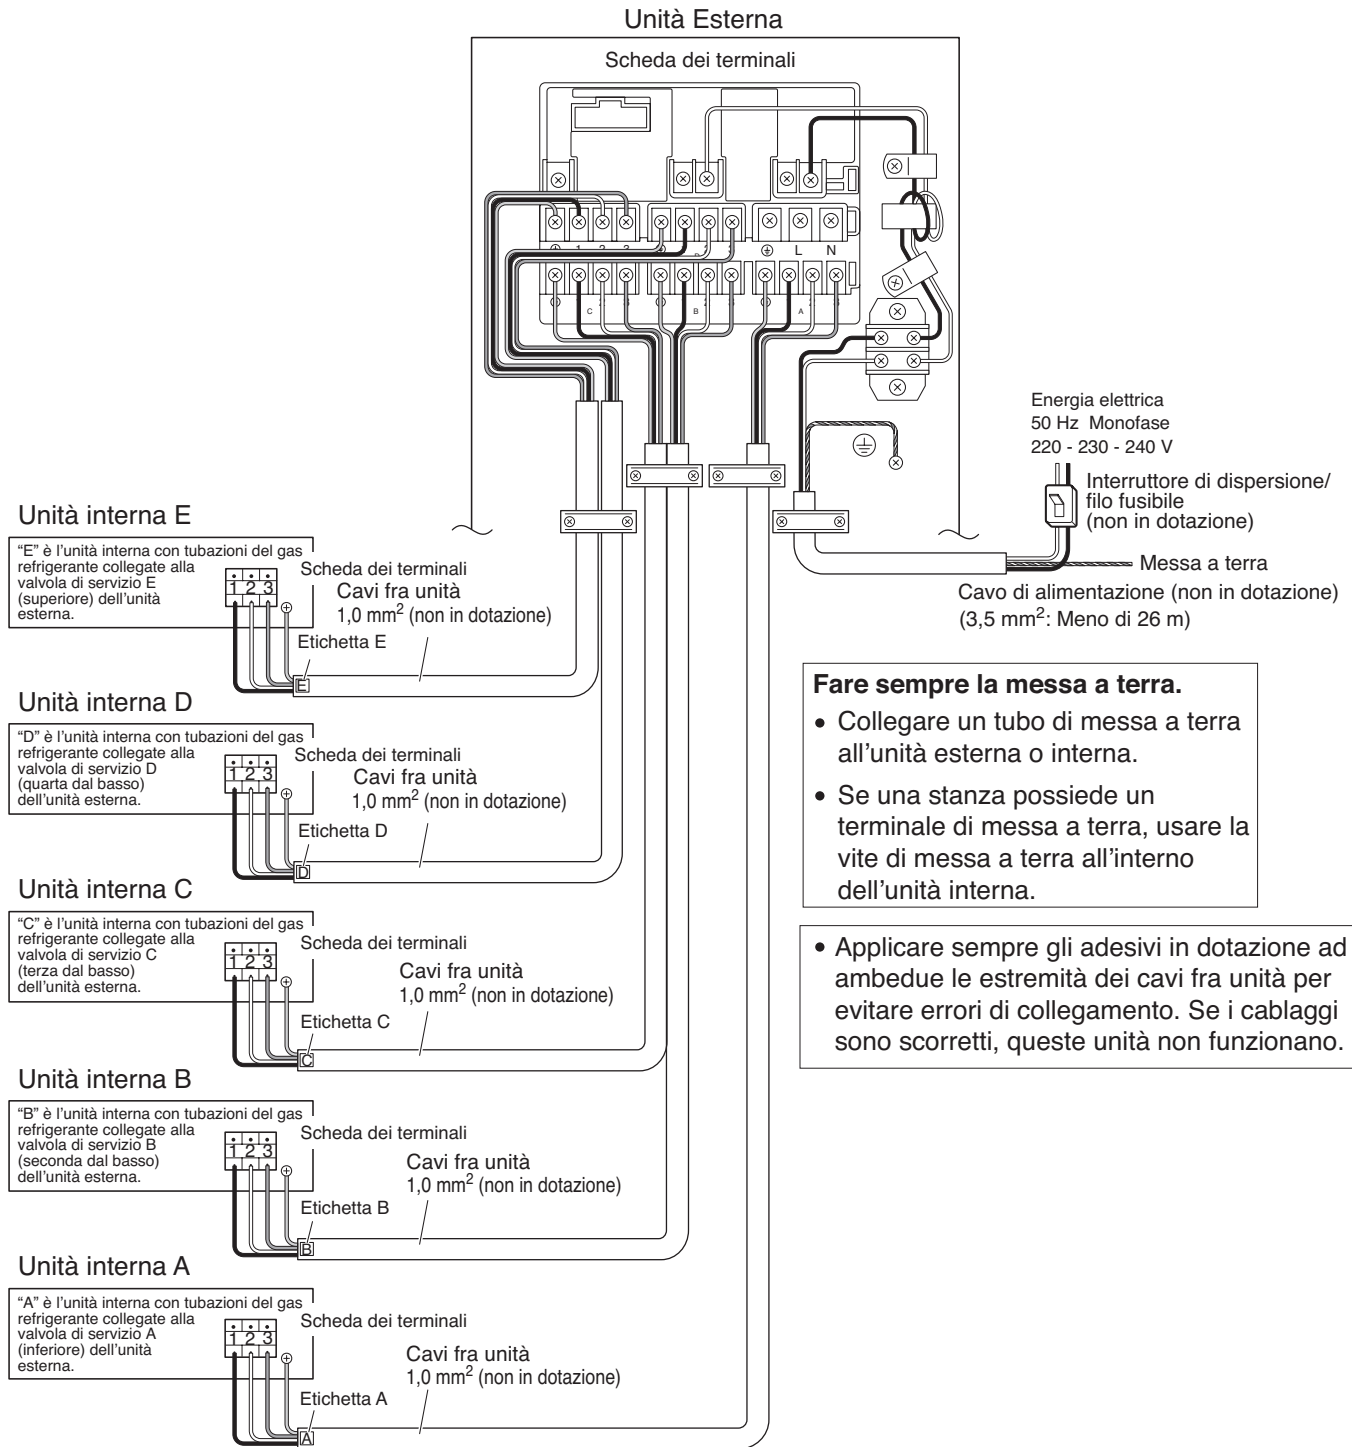 Unità Esterna
Scheda dei terminali
1 2 3
D 2 3
L N
2 3
C
2 3
B
2 3
A
Energia elettrica
50 Hz Monofase
220 - 230 - 240 V
Interruttore di dispersione/
filo fusibile
(non in dotazione)
Messa a terra
Cavo di alimentazione (non in dotazione)
(3,5 mm²: Meno di 26 m)
Unità interna E
“E” è l’unità interna con tubazioni del gas
refrigerante collegate alla
valvola di servizio E
(superiore) dell’unità
esterna.
1 2 3
Scheda dei terminali
Cavi fra unità
1,0 mm² (non in dotazione)
Etichetta E
E
Unità interna D
“D” è l’unità interna con tubazioni del gas
refrigerante collegate alla
valvola di servizio D
(quarta dal basso)
dell’unità esterna.
1 2 3
Scheda dei terminali
Cavi fra unità
1,0 mm² (non in dotazione)
Etichetta D
D
Unità interna C
“C” è l’unità interna con tubazioni del gas
refrigerante collegate alla
valvola di servizio C
(terza dal basso)
dell’unità esterna.
1 2 3
Scheda dei terminali
Cavi fra unità
1,0 mm² (non in dotazione)
Etichetta C
C
Unità interna B
“B” è l’unità interna con tubazioni del gas
refrigerante collegate alla
valvola di servizio B
(seconda dal basso)
dell’unità esterna.
1 2 3
Scheda dei terminali
Cavi fra unità
1,0 mm² (non in dotazione)
Etichetta B
B
Unità interna A
“A” è l’unità interna con tubazioni del gas
refrigerante collegate alla
valvola di servizio A
(inferiore) dell’unità
esterna.
1 2 3
Scheda dei terminali
Cavi fra unità
1,0 mm² (non in dotazione)
Etichetta A
A
Fare sempre la messa a terra.
• Collegare un tubo di messa a terra
all’unità esterna o interna.
• Se una stanza possiede un
terminale di messa a terra, usare la
vite di messa a terra all’interno
dell’unità interna.
• Applicare sempre gli adesivi in dotazione ad
ambedue le estremità dei cavi fra unità per
evitare errori di collegamento. Se i cablaggi
sono scorretti, queste unità non funzionano.